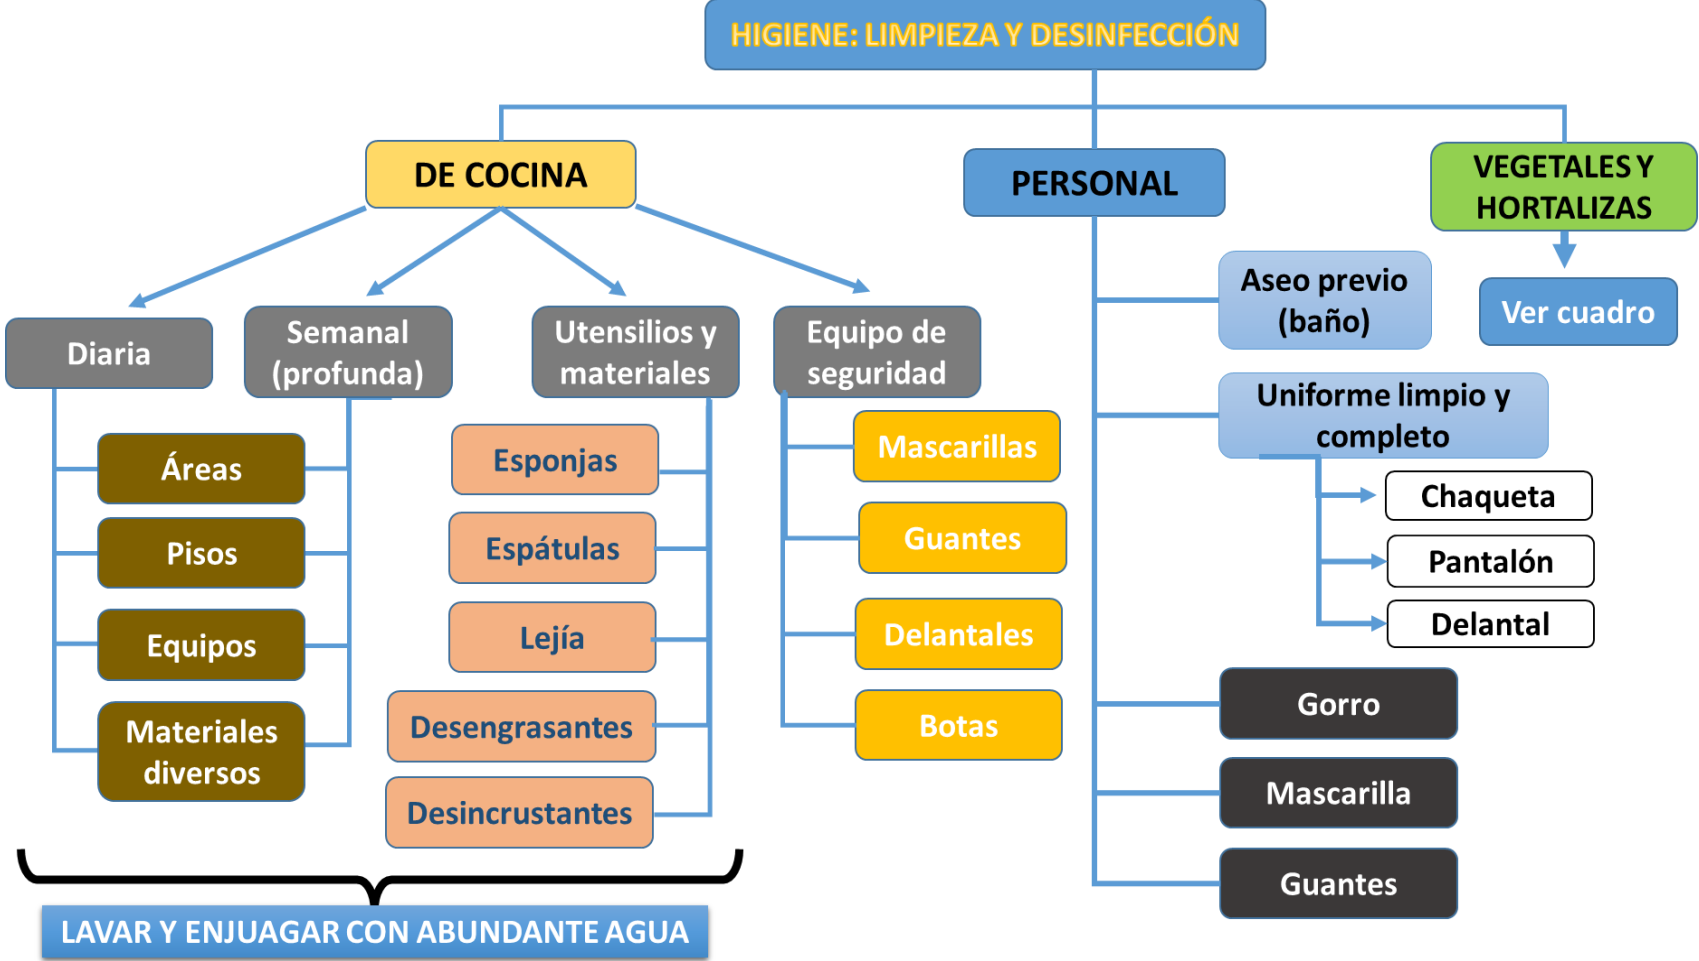 HIGIENE: LIMPIEZA Y DESINFECCIÓN
DE COCINA
PERSONAL
VEGETALES Y
HORTALIZAS
Ver cuadro
Diaria
Semanal
(profunda)
Utensilios y
materiales
Equipo de
seguridad
Áreas
Pisos
Equipos
Materiales
diversos
Esponjas
Espátulas
Lejía
Desengrasantes
Desincrustantes
Mascarillas
Guantes
Delantales
Botas
Aseo previo
(baño)
Uniforme limpio y
completo
Chaqueta
Pantalón
Delantal
Gorro
Mascarilla
Guantes
LAVAR Y ENJUAGAR CON ABUNDANTE AGUA